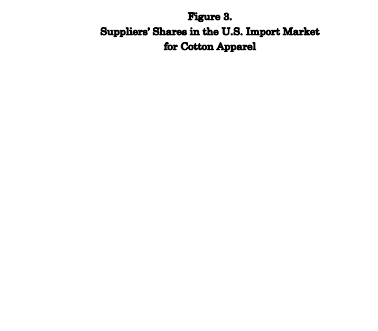 Figure 3.
Suppliers' Shares in the U.S. Import Market
for Cotton Apparel